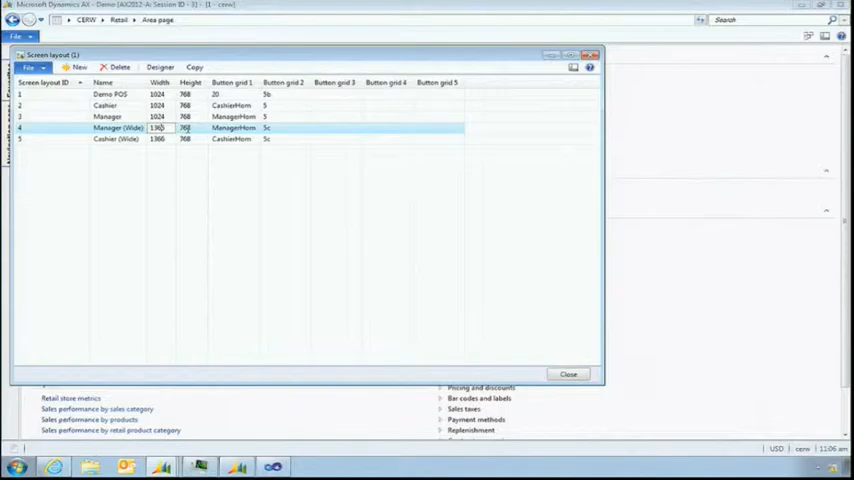 Microsoft Dynamics AX - Demo [AX2012-A: Session ID - 3] - [1 - cerw]
CERW ▸ Retail ▸ Area page
Search
File
Screen layout (1)
File New Delete Designer Copy
Screen layout ID Name Width Height Button grid 1 Button grid 2 Button grid 3 Button grid 4 Button grid 5
1 Demo POS 1024 768 20 5b
2 Cashier 1024 768 CashierHom 5
3 Manager 1024 768 ManagerHom 5
4 Manager (Wide) 1366 768 ManagerHom 5c
5 Cashier (Wide) 1366 768 CashierHom 5c
Close
Pricing and discounts
Retail store metrics
Bar codes and labels
Sales performance by sales category
Sales taxes
Sales performance by products
Payment methods
Sales performance by retail product category
Replenishment
USD cerw 11:06 am